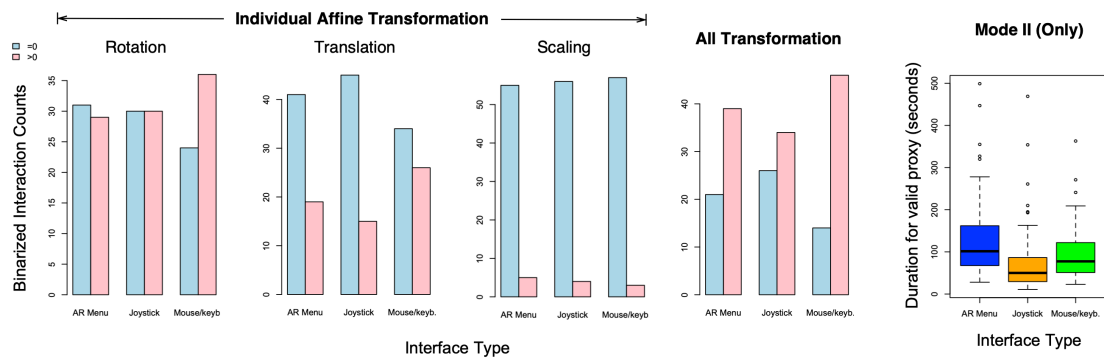 Individual Affine Transformation
=0
>0
Rotation
Translation
Scaling
All Transformation
Mode II (Only)
Binarized Interaction Counts
0 5 10 15 20 25 30 35
AR Menu Joystick Mouse/keyb
0 10 20 30 40
AR Menu Joystick Mouse/keyb.
0 10 20 30 40 50
AR Menu Joystick Mouse/keyb.
0 10 20 30 40
AR Menu Joystick Mouse/keyb.
Duration for valid proxy (seconds)
0 100 200 300 400 500
AR Menu Joystick Mouse/keyb.
Interface Type
Interface Type